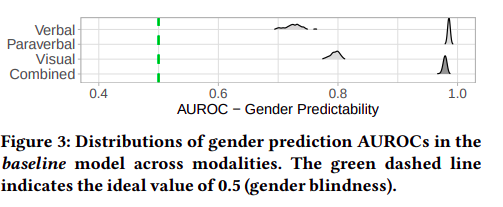 Verbal
Paraverbal
Visual
Combined
0.4 0.6 0.8 1.0
AUROC − Gender Predictability
Figure 3: Distributions of gender prediction AUROCs in the
baseline model across modalities. The green dashed line
indicates the ideal value of 0.5 (gender blindness).